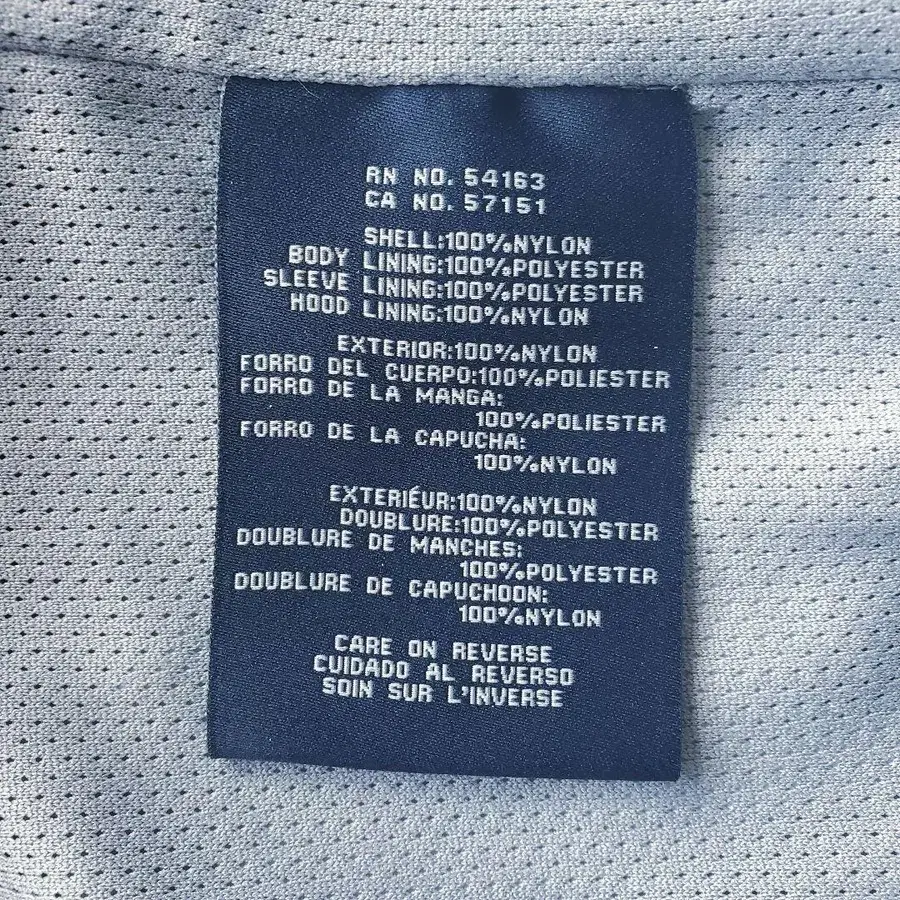 RN NO. 54163
CA NO. 57151
SHELL:100%NYLON
BODY LINING:100%POLYESTER
SLEEVE LINING:100%POLYESTER
HOOD LINING:100%NYLON
EXTERIOR:100%NYLON
FORRO DEL CUERPO:100%POLIESTER
FORRO DE LA MANGA:
100%POLIESTER
FORRO DE LA CAPUCHA:
100%NYLON
EXTERIÉUR:100%NYLON
DOUBLURE:100%POLYESTER
DOUBLURE DE MANCHES:
100%POLYESTER
DOUBLURE DE CAPUCHOON:
100%NYLON
CARE ON REVERSE
CUIDADO AL REVERSO
SOIN SUR L'INVERSE